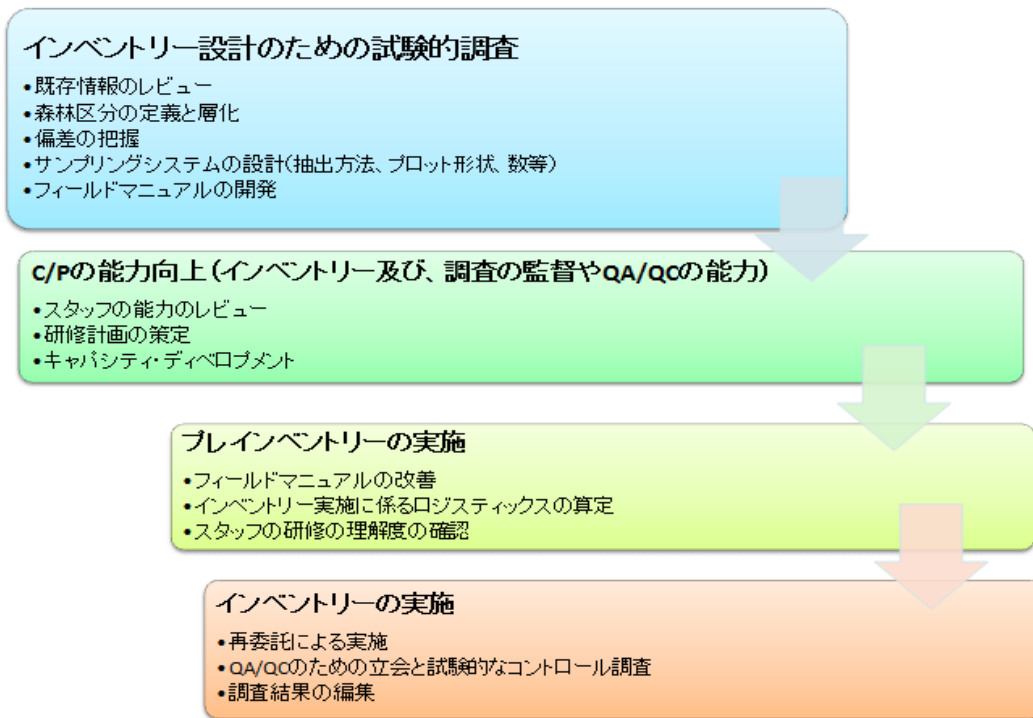 インベントリー設計のための試験的調査
•既存情報のレビュー
•森林区分の定義と層化
•偏差の把握
•サンプリングシステムの設計(抽出方法、プロット形状、数等)
•フィールドマニュアルの開発
C/Pの能力向上(インベントリー及び、調査の監督やQA/QCの能力)
•スタッフの能力のレビュー
•研修計画の策定
•キャパシティ・ディベロプメント
プレインベントリーの実施
•フィールドマニュアルの改善
•インベントリー実施に係るロジスティックスの算定
•スタッフの研修の理解度の確認
インベントリーの実施
•再委託による実施
•QA/QCのための立会と試験的なコントロール調査
•調査結果の編集